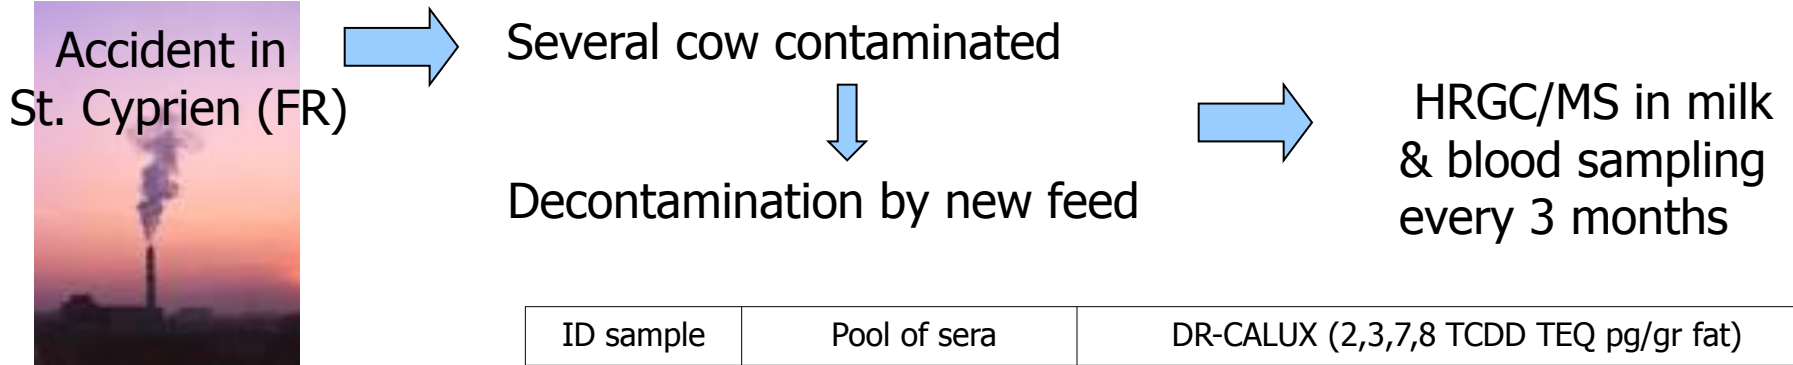 Accident in
St. Cyprien (FR)
Several cow contaminated
Decontamination by new feed
HRGC/MS in milk
& blood sampling
every 3 months
ID sample Pool of sera DR-CALUX (2,3,7,8 TCDD TEQ pg/gr fat)